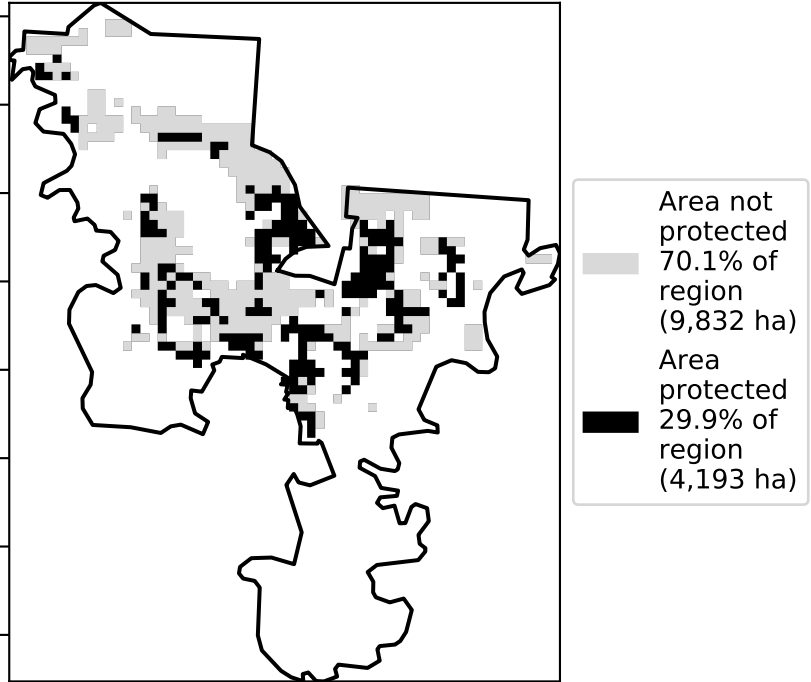 Area not
protected
70.1% of
region
(9,832 ha)
Area
protected
29.9% of
region
(4,193 ha)